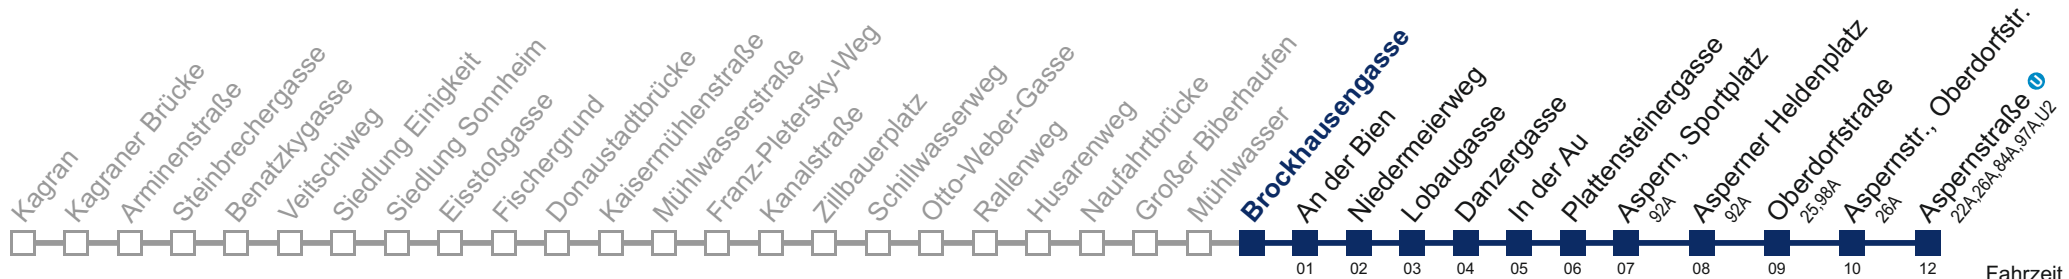 Kagran
Kagraner Brücke
Arminenstraße
Steinbrechergasse
Benatzkygasse
Veitschiweg
Siedlung Einigkeit
Siedlung Sonnheim
Eisstoßgasse
Fischergrund
Donaustadtbrücke
Kaisermühlenstraße
Mühlwasserstraße
Franz-Pletersky-Weg
Kanalstraße
Zillbauerplatz
Schillwasserweg
Otto-Weber-Gasse
Rallenweg
Husarenweg
Naufahrtbrücke
Großer Biberhaufen
Mühlwasser
Brockhausengasse
An der Bien
01
Niedermeierweg
02
Lobaugasse
03
Danzergasse
04
In der Au
05
Plattensteinergasse
06
Aspern, Sportplatz
92A
07
Asperner Heldenplatz
92A
08
Oberdorfstraße
25,98A
09
Aspernstr., Oberdorfstr.
26A
10
Aspernstraße U
22A,26A,84A,97A,U2
12
Fahrzeit